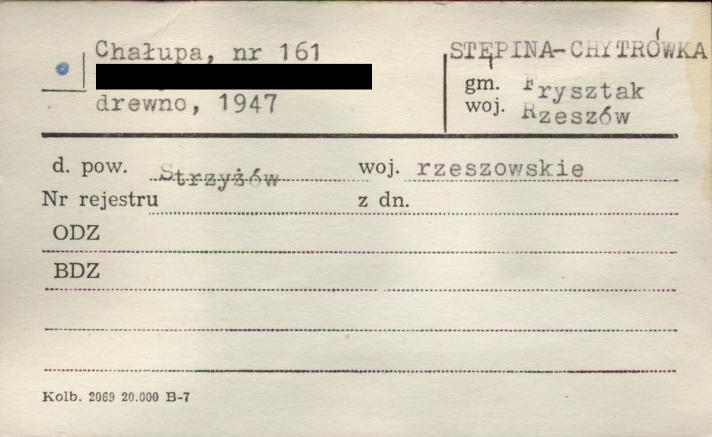 Chałupa, nr 161
drewno, 1947
STĘPINA-CHYTRÓWKA
gm. Frysztak
woj. Rzeszów
d. pow. Strzyżów woj. rzeszowskie
Nr rejestru z dn.
ODZ
BDZ
Kolb. 2069 20.000 B-7